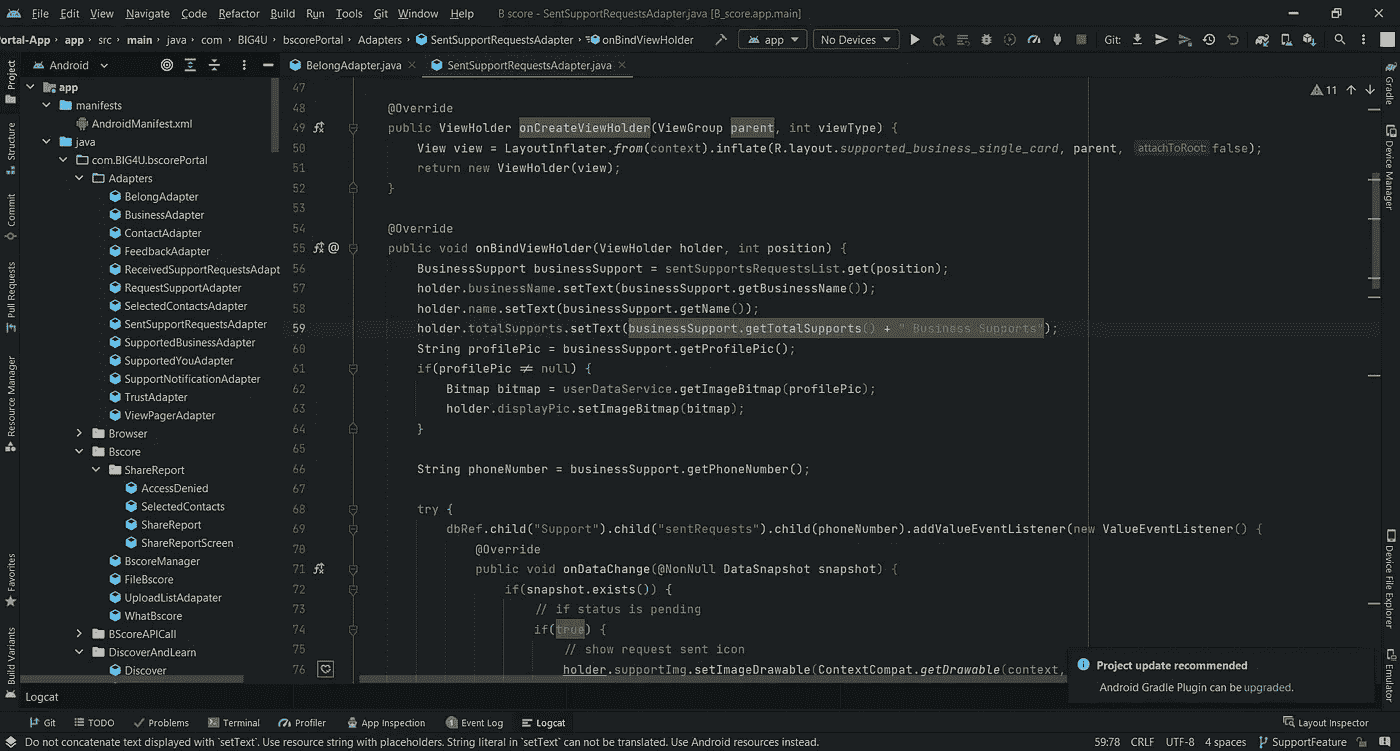 File Edit View Navigate Code Refactor Build Run Tools Git Window Help B score - SentSupportRequestsAdapter.java [B_score.app.main]
ortal-App app src main java com BIG4U bscorePortal Adapters SentSupportRequestsAdapter onBindViewHolder app No Devices Git:
Android BelongAdapter.java SentSupportRequestsAdapter.java
Project
Structure
Commit
Pull Requests
Resource Manager
Favorites
Build Variants
app
manifests
AndroidManifest.xml
java
com.BIG4U.bscorePortal
Adapters
BelongAdapter
BusinessAdapter
ContactAdapter
FeedbackAdapter
ReceivedSupportRequestsAdapt
RequestSupportAdapter
SelectedContactsAdapter
SentSupportRequestsAdapter
SupportedBusinessAdapter
SupportedYouAdapter
SupportNotificationAdapter
TrustAdapter
ViewPagerAdapter
Browser
Bscore
ShareReport
AccessDenied
SelectedContacts
ShareReport
ShareReportScreen
BscoreManager
FileBscore
UploadListAdapater
WhatBscore
BScoreAPICall
DiscoverAndLearn
Discover
11
47
48 @Override
49 public ViewHolder onCreateViewHolder(ViewGroup parent, int viewType) {
50 View view = LayoutInflater.from(context).inflate(R.layout.supported_business_single_card, parent, attachToRoot: false);
51 return new ViewHolder(view);
52 }
53
54 @Override
55 @ public void onBindViewHolder(ViewHolder holder, int position) {
56 BusinessSupport businessSupport = sentSupportsRequestsList.get(position);
57 holder.businessName.setText(businessSupport.getBusinessName());
58 holder.name.setText(businessSupport.getName());
59 holder.totalSupports.setText(businessSupport.getTotalSupports() + " Business Supports");
60 String profilePic = businessSupport.getProfilePic();
61 if(profilePic ≠ null) {
62 Bitmap bitmap = userDataService.getImageBitmap(profilePic);
63 holder.displayPic.setImageBitmap(bitmap);
64 }
65
66 String phoneNumber = businessSupport.getPhoneNumber();
67
68 try {
69 dbRef.child("Support").child("sentRequests").child(phoneNumber).addValueEventListener(new ValueEventListener() {
70 @Override
71 public void onDataChange(@NonNull DataSnapshot snapshot) {
72 if(snapshot.exists()) {
73 // if status is pending
74 if(true) {
75 // show request sent icon
76 holder.supportImg.setImageDrawable(ContextCompat.getDrawable(context,
Gradle
Device Manager
Device File Explorer
Emulator
Project update recommended
Android Gradle Plugin can be upgraded.
Logcat
Git TODO Problems Terminal Profiler App Inspection 1 Event Log Logcat Layout Inspector
Do not concatenate text displayed with `setText`. Use resource string with placeholders. String literal in `setText` can not be translated. Use Android resources instead. 59:78 CRLF UTF-8 4 spaces SupportFeature